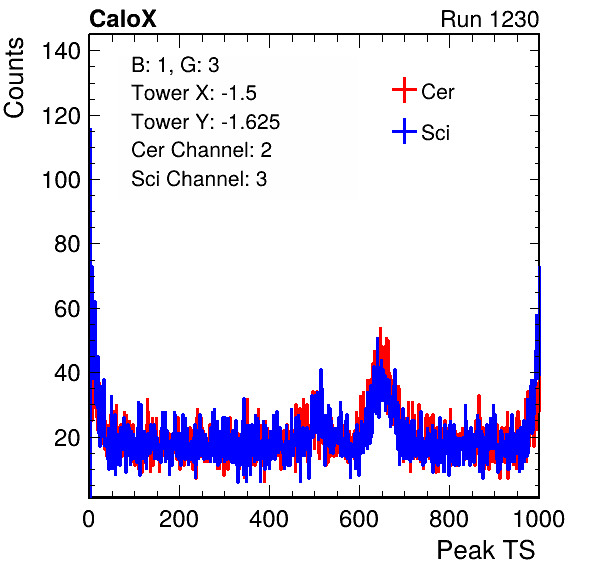 CaloX Run 1230
Counts
140
120
100
80
60
40
20
B: 1, G: 3
Tower X: -1.5
Tower Y: -1.625
Cer Channel: 2
Sci Channel: 3
Cer
Sci
0 200 400 600 800 1000
Peak TS